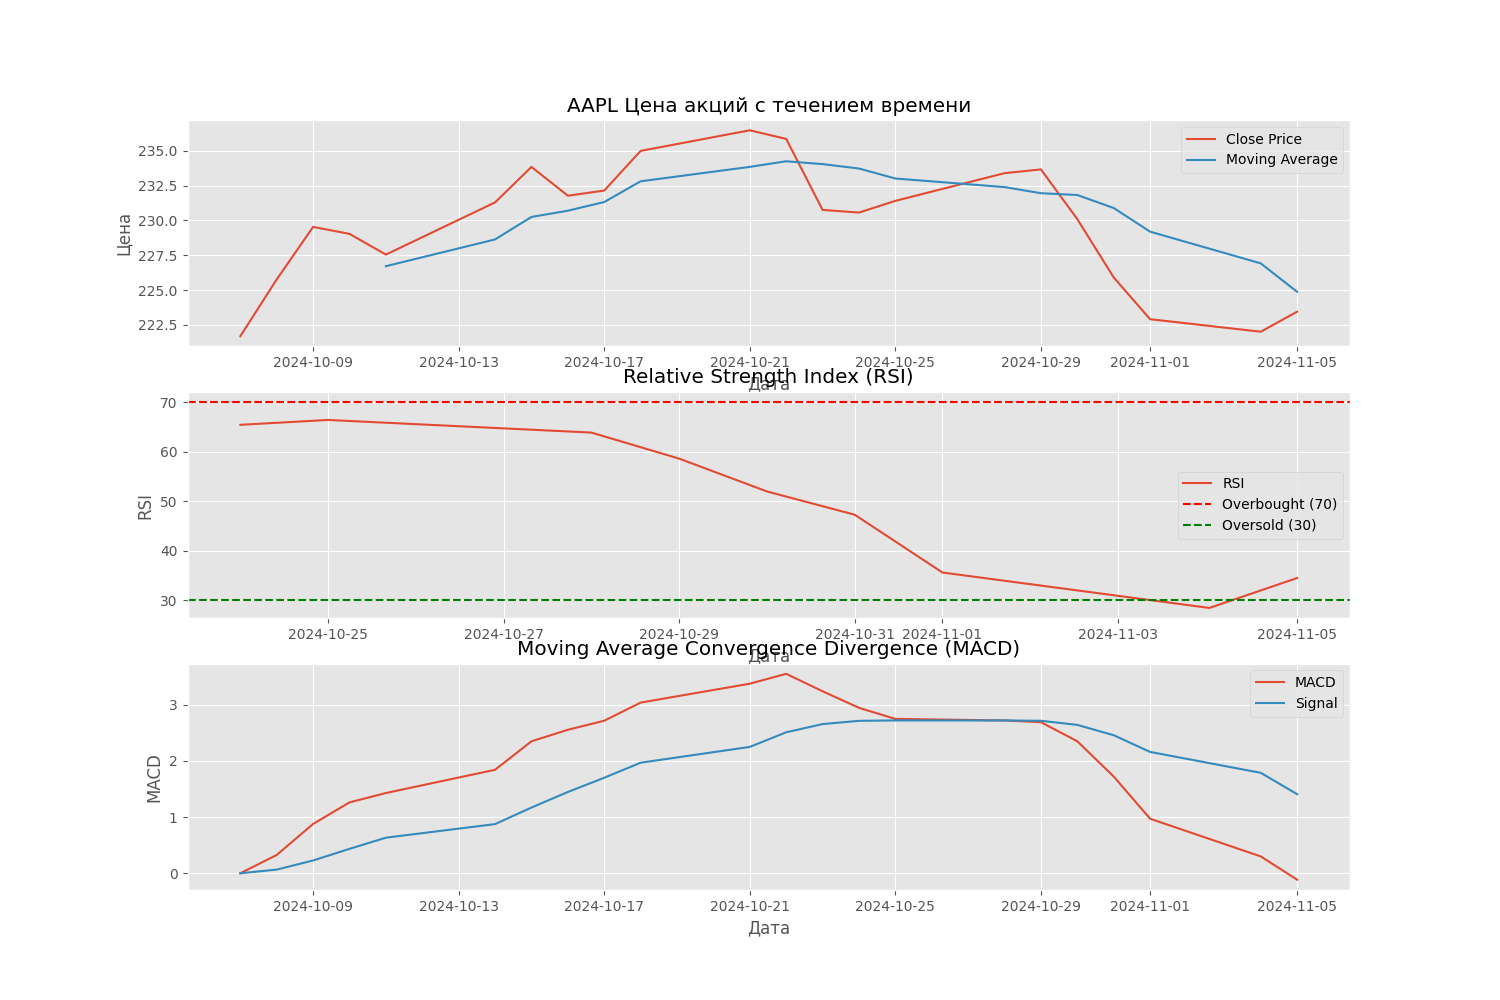 AAPL Цена акций с течением времени
Close Price
Moving Average
Цена
235.0
232.5
230.0
227.5
225.0
222.5
2024-10-09 2024-10-13 2024-10-17 2024-10-21 2024-10-25 2024-10-29 2024-11-01 2024-11-05
Дата
Relative Strength Index (RSI)
RSI
70
60
50
40
30
RSI
Overbought (70)
Oversold (30)
2024-10-25 2024-10-27 2024-10-29 2024-10-31 2024-11-01 2024-11-03 2024-11-05
Дата
Moving Average Convergence Divergence (MACD)
MACD
3
2
1
0
MACD
Signal
2024-10-09 2024-10-13 2024-10-17 2024-10-21 2024-10-25 2024-10-29 2024-11-01 2024-11-05
Дата